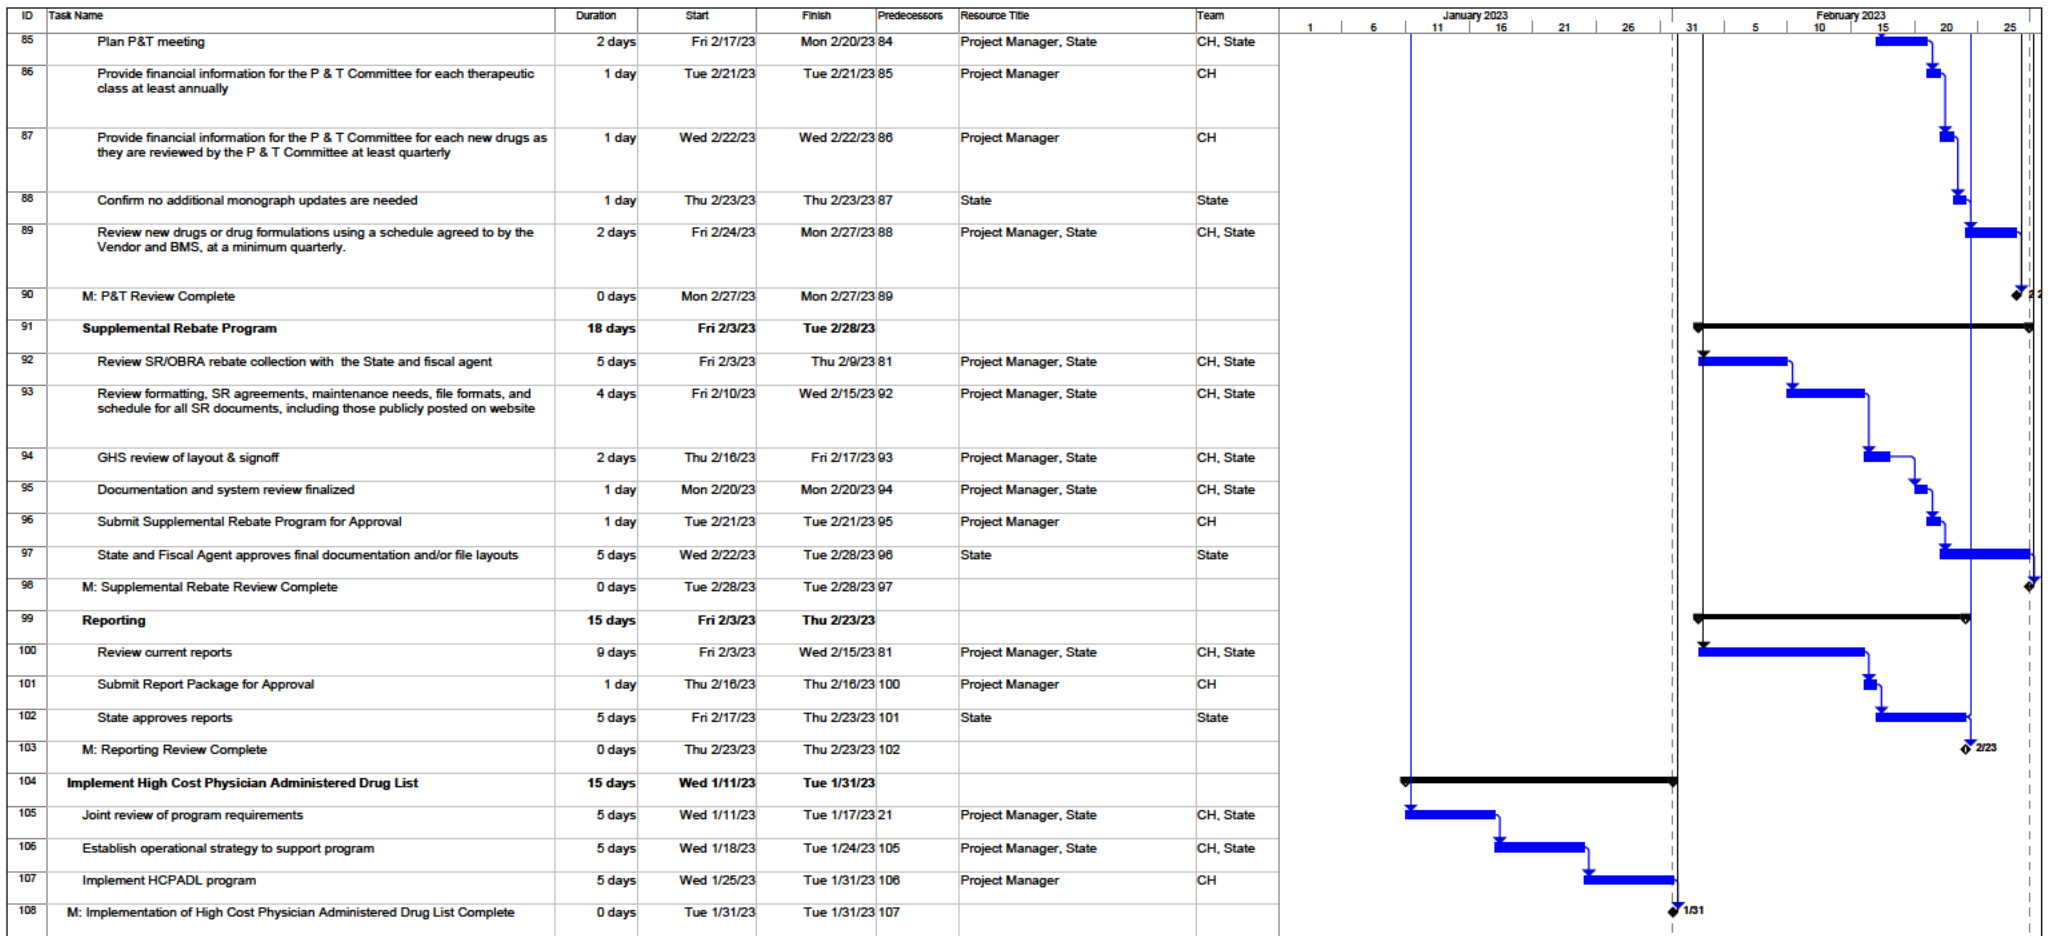 ID Task Name Duration Start Finish Predecessors Resource Title Team January 2023 February 2023
1 6 11 16 21 26 31 5 10 15 20 25
85 Plan P&T meeting 2 days Fri 2/17/23 Mon 2/20/23 84 Project Manager, State CH, State
86 Provide financial information for the P & T Committee for each therapeutic 1 day Tue 2/21/23 Tue 2/21/23 85 Project Manager CH
class at least annually
87 Provide financial information for the P & T Committee for each new drugs as 1 day Wed 2/22/23 Wed 2/22/23 86 Project Manager CH
they are reviewed by the P & T Committee at least quarterly
88 Confirm no additional monograph updates are needed 1 day Thu 2/23/23 Thu 2/23/23 87 State State
89 Review new drugs or drug formulations using a schedule agreed to by the 2 days Fri 2/24/23 Mon 2/27/23 88 Project Manager, State CH, State
Vendor and BMS, at a minimum quarterly.
90 M: P&T Review Complete 0 days Mon 2/27/23 Mon 2/27/23 89
91 Supplemental Rebate Program 18 days Fri 2/3/23 Tue 2/28/23
92 Review SR/OBRA rebate collection with the State and fiscal agent 5 days Fri 2/3/23 Thu 2/9/23 81 Project Manager, State CH, State
93 Review formatting, SR agreements, maintenance needs, file formats, and 4 days Fri 2/10/23 Wed 2/15/23 92 Project Manager, State CH, State
schedule for all SR documents, including those publicly posted on website
94 GHS review of layout & signoff 2 days Thu 2/16/23 Fri 2/17/23 93 Project Manager, State CH, State
95 Documentation and system review finalized 1 day Mon 2/20/23 Mon 2/20/23 94 Project Manager, State CH, State
96 Submit Supplemental Rebate Program for Approval 1 day Tue 2/21/23 Tue 2/21/23 95 Project Manager CH
97 State and Fiscal Agent approves final documentation and/or file layouts 5 days Wed 2/22/23 Tue 2/28/23 96 State State
98 M: Supplemental Rebate Review Complete 0 days Tue 2/28/23 Tue 2/28/23 97
99 Reporting 15 days Fri 2/3/23 Thu 2/23/23
100 Review current reports 9 days Fri 2/3/23 Wed 2/15/23 81 Project Manager, State CH, State
101 Submit Report Package for Approval 1 day Thu 2/16/23 Thu 2/16/23 100 Project Manager CH
102 State approves reports 5 days Fri 2/17/23 Thu 2/23/23 101 State State
103 M: Reporting Review Complete 0 days Thu 2/23/23 Thu 2/23/23 102 2/23
104 Implement High Cost Physician Administered Drug List 15 days Wed 1/11/23 Tue 1/31/23
105 Joint review of program requirements 5 days Wed 1/11/23 Tue 1/17/23 21 Project Manager, State CH, State
106 Establish operational strategy to support program 5 days Wed 1/18/23 Tue 1/24/23 105 Project Manager, State CH, State
107 Implement HCPADL program 5 days Wed 1/25/23 Tue 1/31/23 106 Project Manager CH
108 M: Implementation of High Cost Physician Administered Drug List Complete 0 days Tue 1/31/23 Tue 1/31/23 107 1/31